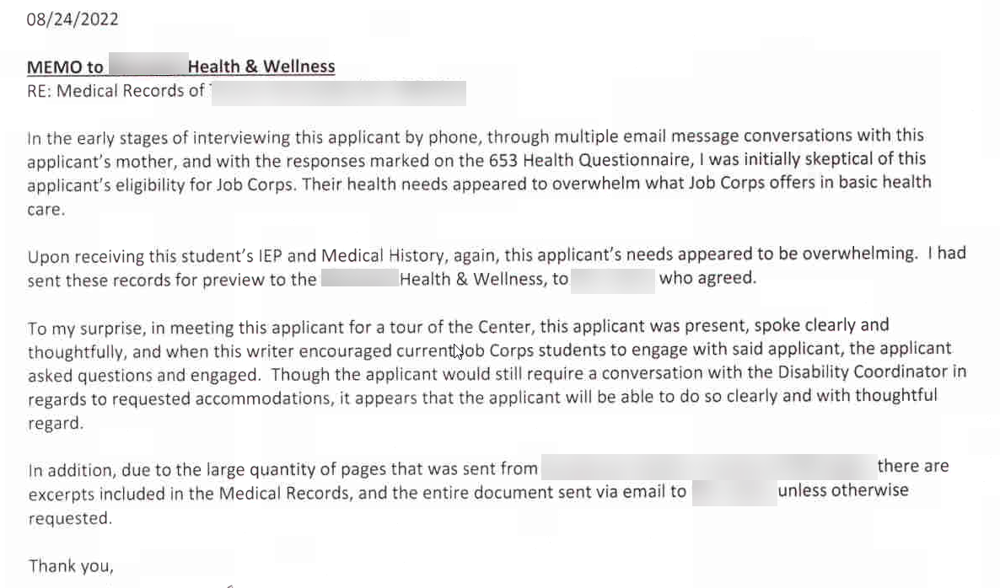 08/24/2022
MEMO to Health & Wellness
RE: Medical Records of
In the early stages of interviewing this applicant by phone, through multiple email message conversations with this
applicant's mother, and with the responses marked on the 653 Health Questionnaire, I was initially skeptical of this
applicant's eligibility for Job Corps. Their health needs appeared to overwhelm what Job Corps offers in basic health
care.
Upon receiving this student's IEP and Medical History, again, this applicant's needs appeared to be overwhelming. I had
sent these records for preview to the Health & Wellness, to who agreed.
To my surprise, in meeting this applicant for a tour of the Center, this applicant was present, spoke clearly and
thoughtfully, and when this writer encouraged current Job Corps students to engage with said applicant, the applicant
asked questions and engaged. Though the applicant would still require a conversation with the Disability Coordinator in
regards to requested accommodations, it appears that the applicant will be able to do so clearly and with thoughtful
regard.
In addition, due to the large quantity of pages that was sent from there are
excerpts included in the Medical Records, and the entire document sent via email to unless otherwise
requested.
Thank you,